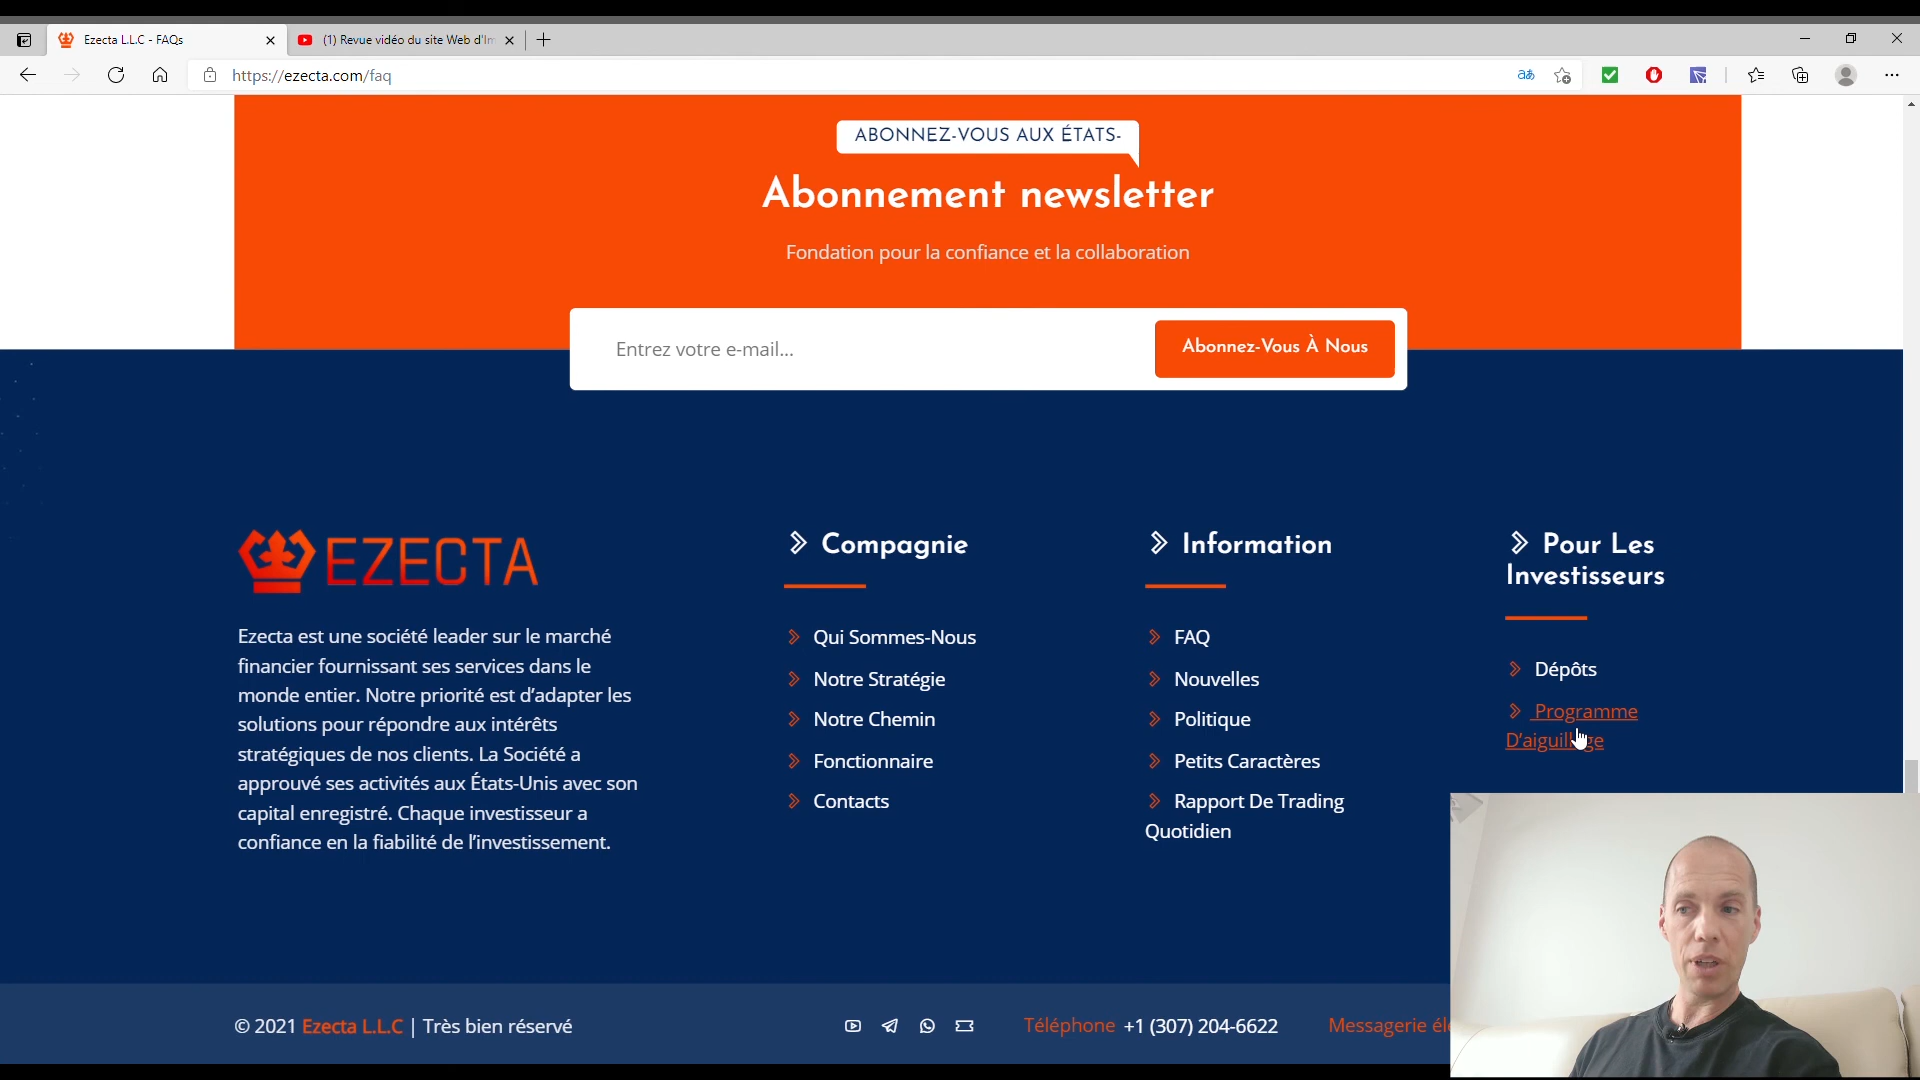 Ezecta L.L.C - FAQs
(1) Revue vidéo du site Web d'Im
https://ezecta.com/faq
ABONNEZ-VOUS AUX ÉTATS-
Abonnement newsletter
Fondation pour la confiance et la collaboration
Entrez votre e-mail...
Abonnez-Vous À Nous
EZECTA
Ezecta est une société leader sur le marché
financier fournissant ses services dans le
monde entier. Notre priorité est d'adapter les
solutions pour répondre aux intérêts
stratégiques de nos clients. La Société a
approuvé ses activités aux États-Unis avec son
capital enregistré. Chaque investisseur a
confiance en la fiabilité de l'investissement.
Compagnie
Qui Sommes-Nous
Notre Stratégie
Notre Chemin
Fonctionnaire
Contacts
Information
FAQ
Nouvelles
Politique
Petits Caractères
Rapport De Trading
Quotidien
Pour Les
Investisseurs
Dépôts
Programme
D'aiguillage
© 2021 Ezecta L.L.C | Très bien réservé
Téléphone +1 (307) 204-6622
Messagerie